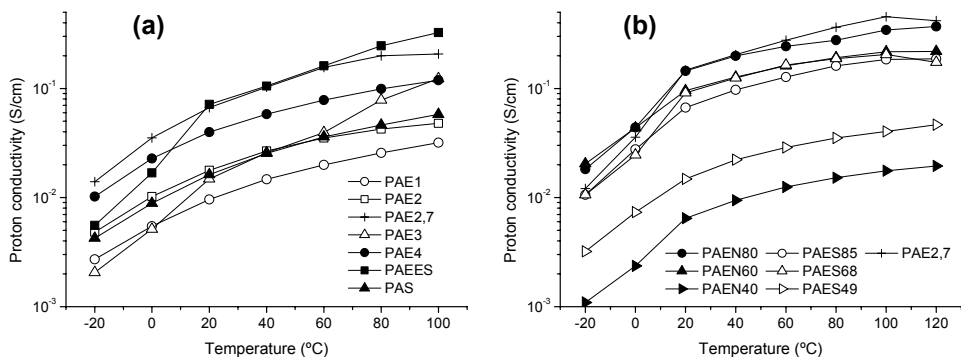 (a)
Proton conductivity (S/cm)
10⁻¹
10⁻²
10⁻³
-20 0 20 40 60 80 100
Temperature (ºC)
PAE1
PAE2
PAE2,7
PAE3
PAE4
PAEES
PAS
(b)
Proton conductivity (S/cm)
10⁻¹
10⁻²
10⁻³
-20 0 20 40 60 80 100 120
Temperature (ºC)
PAEN80 PAES85 PAE2,7
PAEN60 PAES68
PAEN40 PAES49